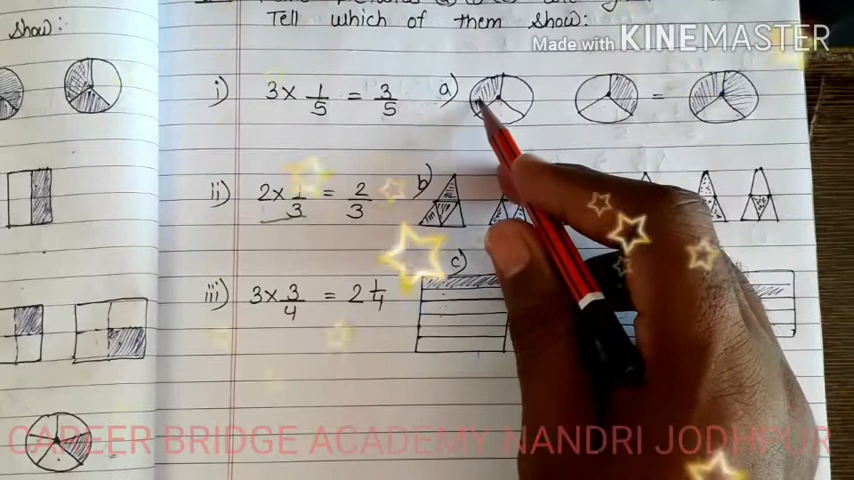 Show:
Tell which of them show:
Made with KINEMASTER
i) 3 × 1/5 = 3/5 a) =
ii) 2 × 1/3 = 2/3 b)
iii) 3 × 3/4 = 2 1/4 c)
=
CAREER BRIDGE ACADEMY NANDRI JODHPUR